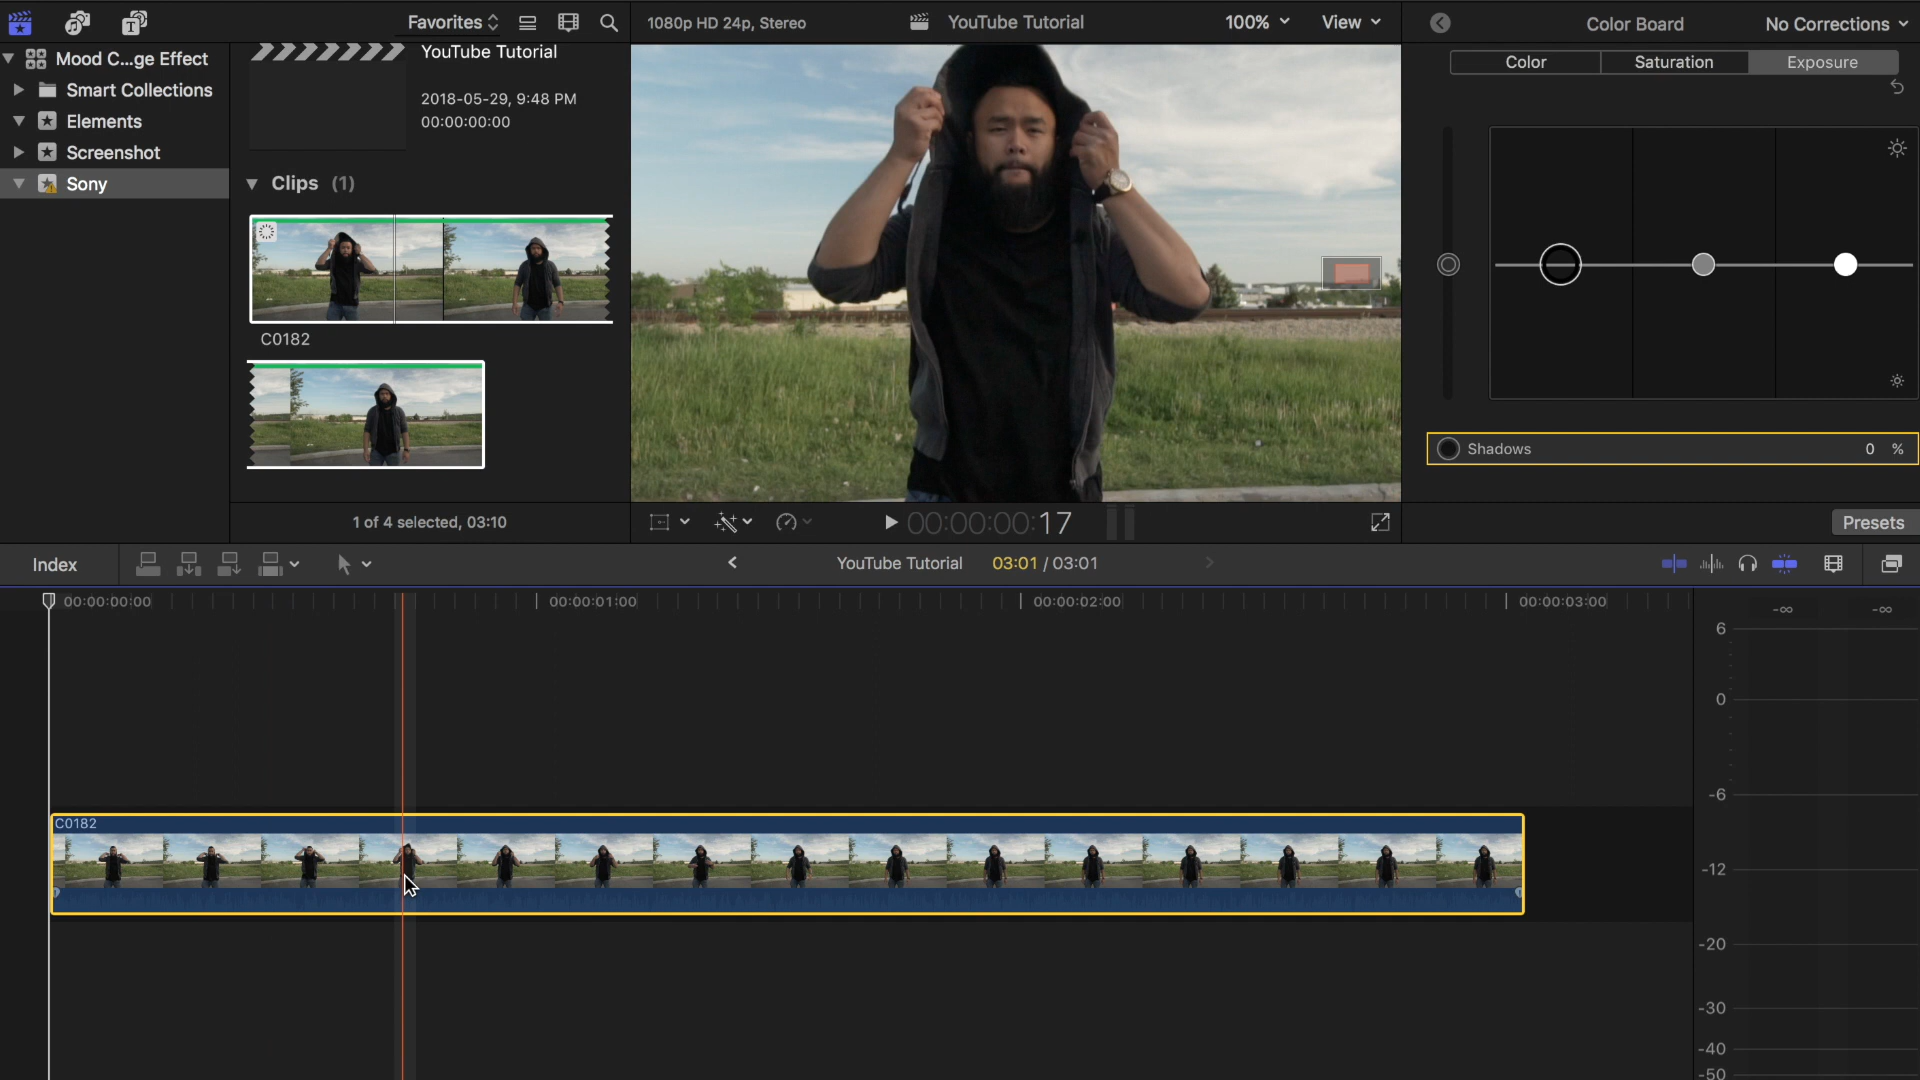 Favorites
1080p HD 24p, Stereo
YouTube Tutorial
100%
View
Color Board
No Corrections
Mood C...ge Effect
Smart Collections
Elements
Screenshot
Sony
YouTube Tutorial
2018-05-29, 9:48 PM
00:00:00:00
Clips (1)
C0182
1 of 4 selected, 03:10
00:00:00:17
Color
Saturation
Exposure
Shadows 0 %
Presets
Index
YouTube Tutorial
03:01 / 03:01
00:00:00:00
00:00:01:00
00:00:02:00
00:00:03:00
C0182
-∞ -∞
6
0
-6
-12
-20
-30
-40
-50